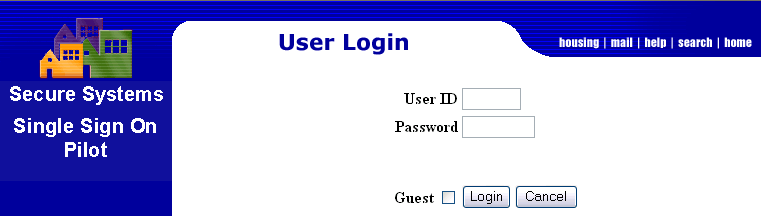 User Login
housing | mail | help | search | home
Secure Systems
Single Sign On
Pilot
User ID
Password
Guest Login Cancel